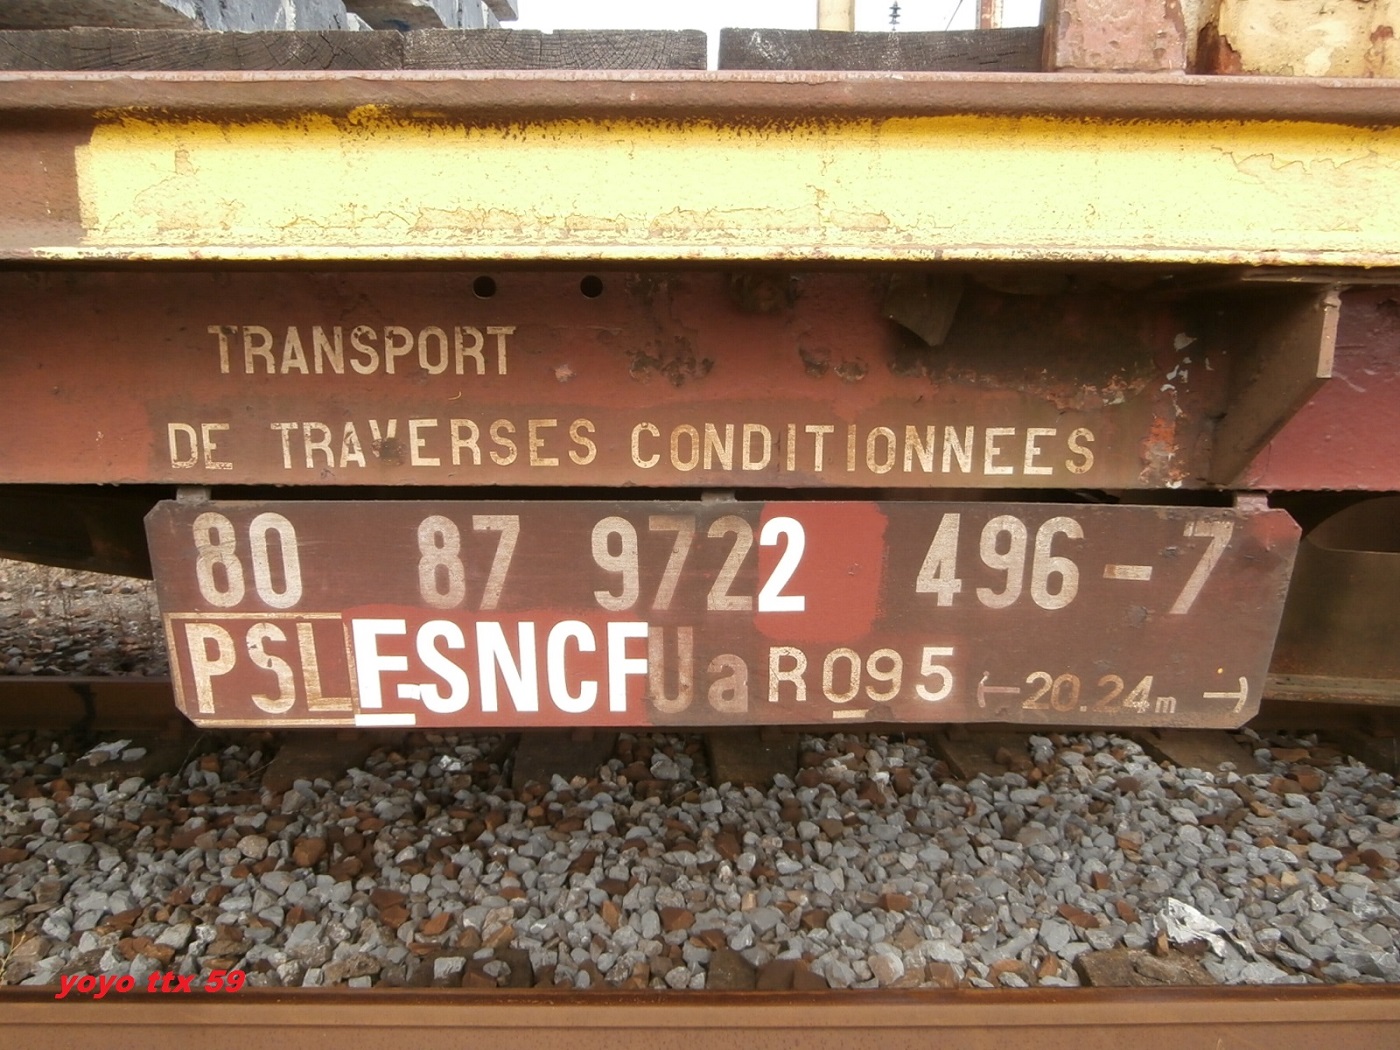 TRANSPORT
DE TRAVERSES CONDITIONNEES
80 87 9722 496-7
PSL F-SNCF Ua R 095 20.24m
yoyo ttx 59